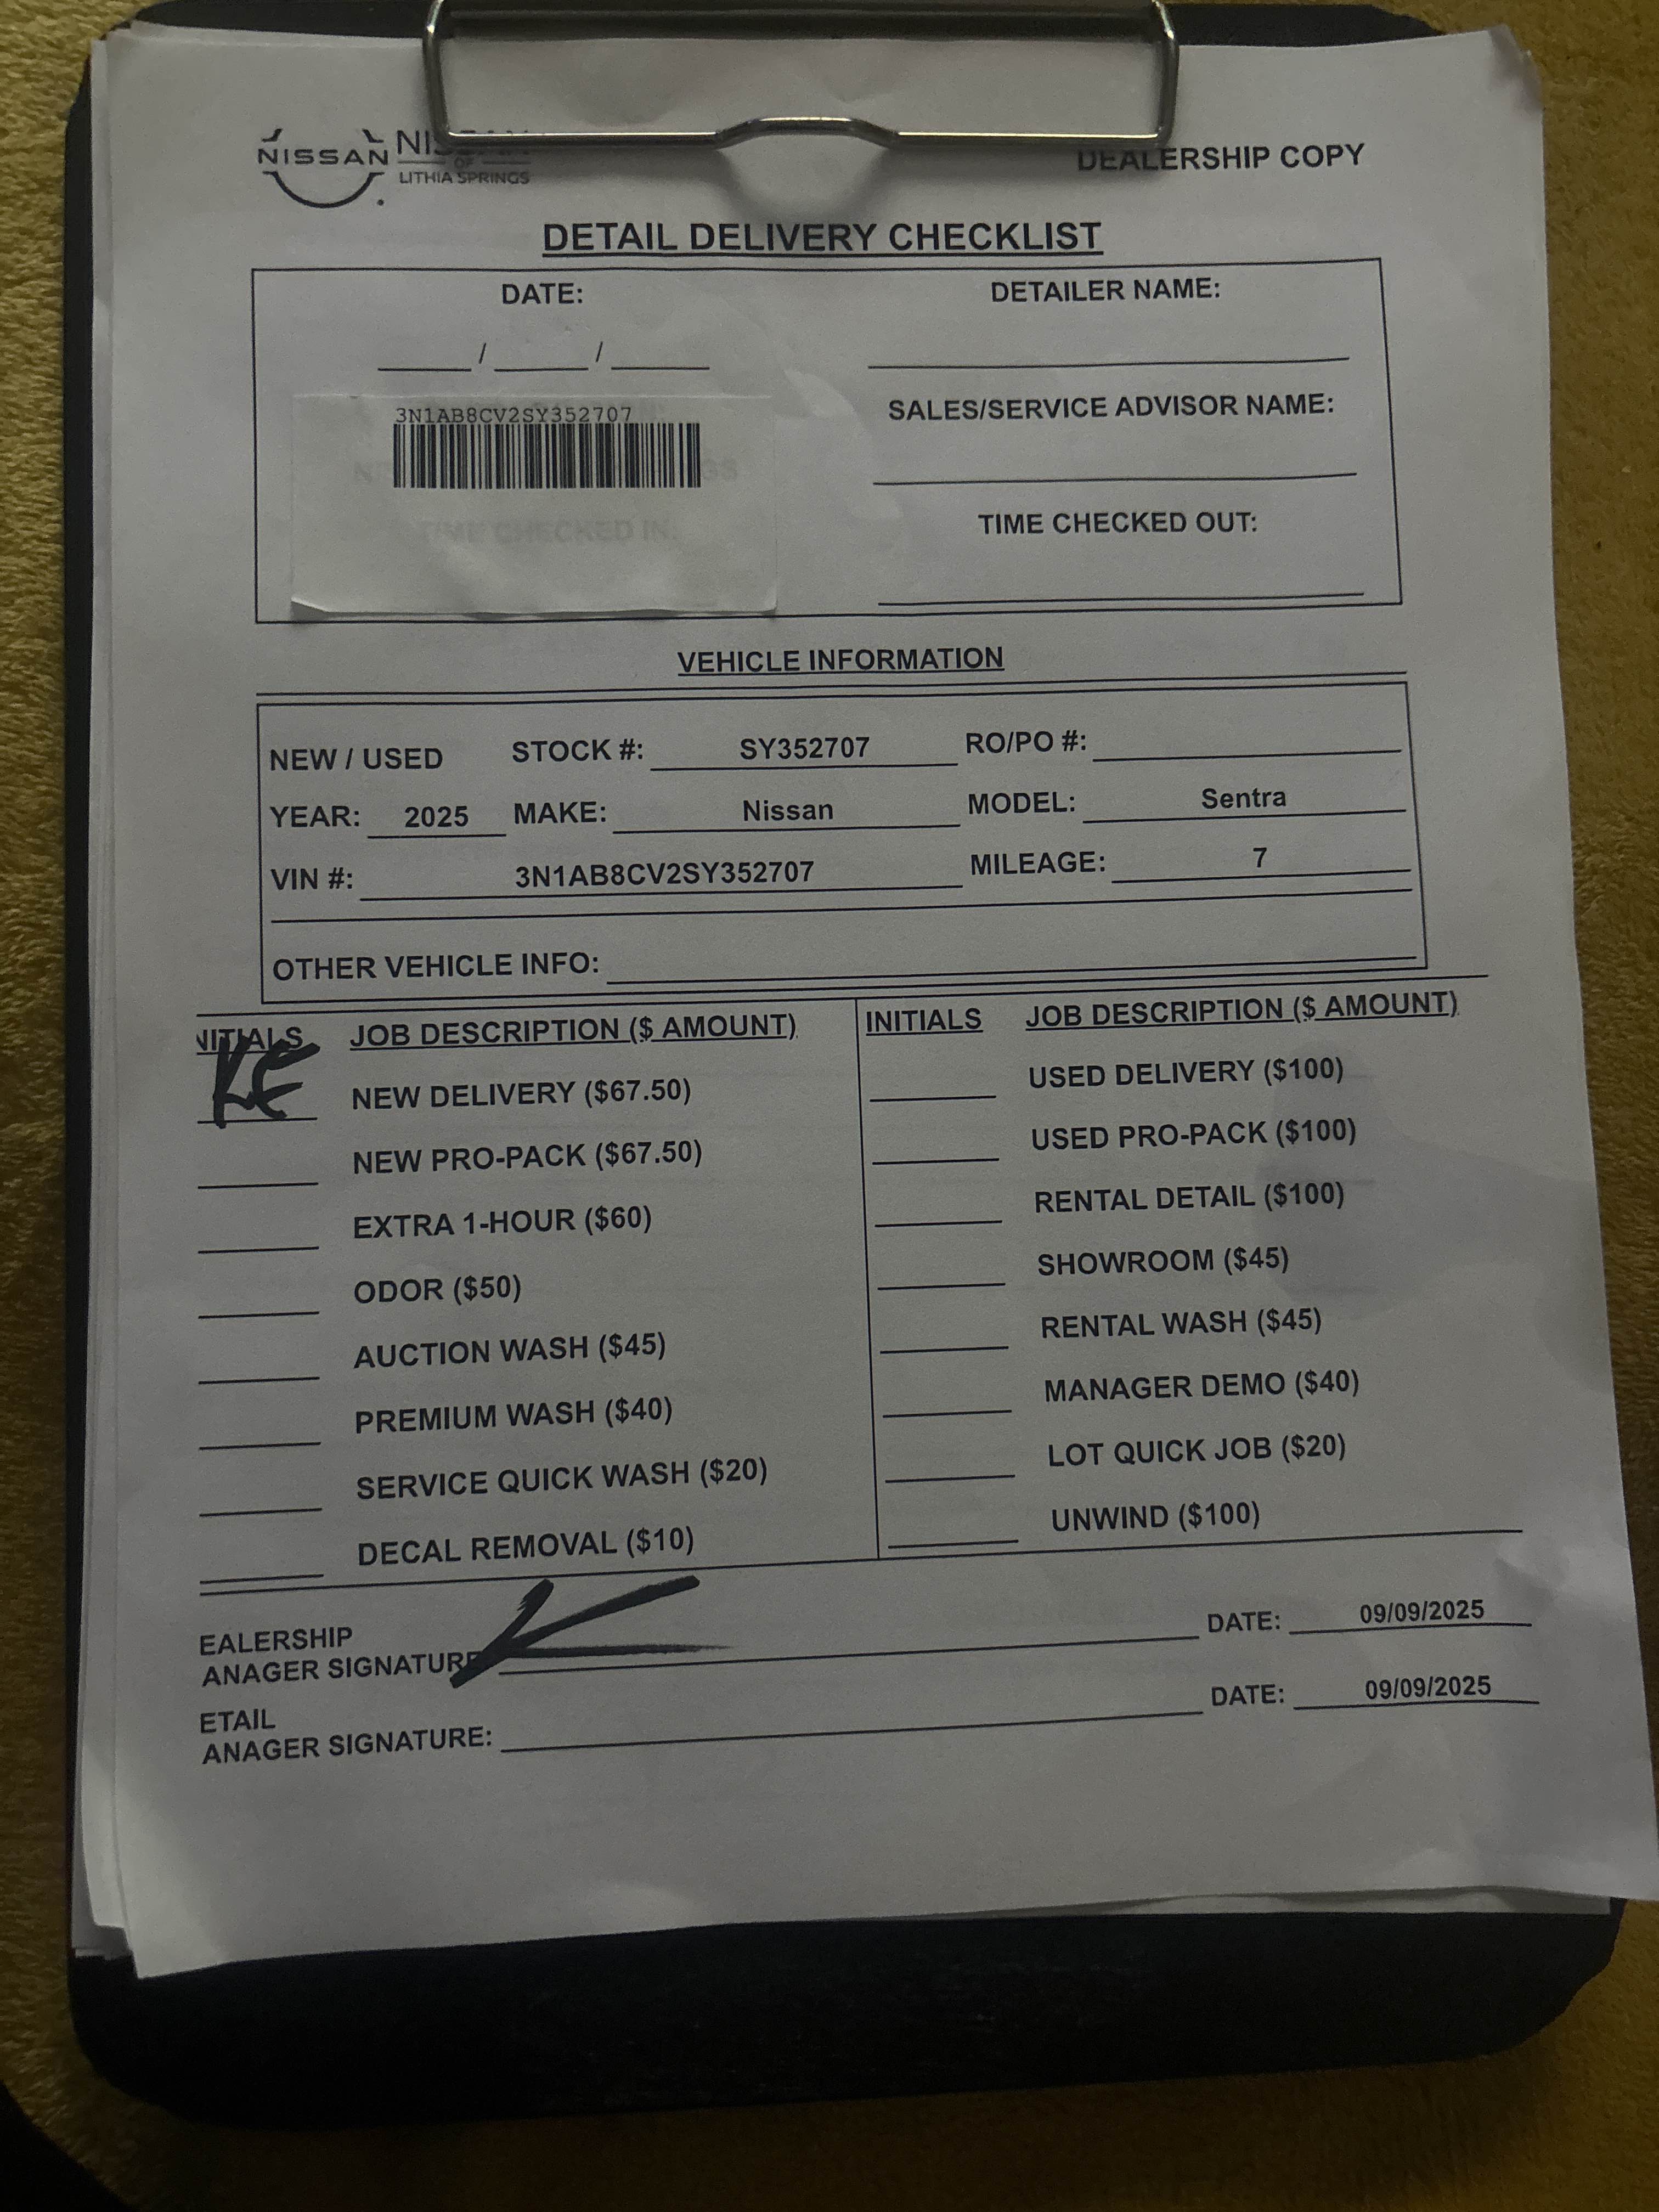 NISSAN
NISSAN
OF
LITHIA SPRINGS
DEALERSHIP COPY
DETAIL DELIVERY CHECKLIST
DATE:
DETAILER NAME:
/ /
3N1AB8CV2SY352707
SALES/SERVICE ADVISOR NAME:
TIME CHECKED IN:
TIME CHECKED OUT:
VEHICLE INFORMATION
NEW / USED STOCK #: SY352707 RO/PO #:
YEAR: 2025 MAKE: Nissan MODEL: Sentra
VIN #: 3N1AB8CV2SY352707 MILEAGE: 7
OTHER VEHICLE INFO:
NITIALS JOB DESCRIPTION ($ AMOUNT)
KE NEW DELIVERY ($67.50)
NEW PRO-PACK ($67.50)
EXTRA 1-HOUR ($60)
ODOR ($50)
AUCTION WASH ($45)
PREMIUM WASH ($40)
SERVICE QUICK WASH ($20)
DECAL REMOVAL ($10)
INITIALS JOB DESCRIPTION ($ AMOUNT)
USED DELIVERY ($100)
USED PRO-PACK ($100)
RENTAL DETAIL ($100)
SHOWROOM ($45)
RENTAL WASH ($45)
MANAGER DEMO ($40)
LOT QUICK JOB ($20)
UNWIND ($100)
EALERSHIP
ANAGER SIGNATURE DATE: 09/09/2025
ETAIL
ANAGER SIGNATURE: DATE: 09/09/2025